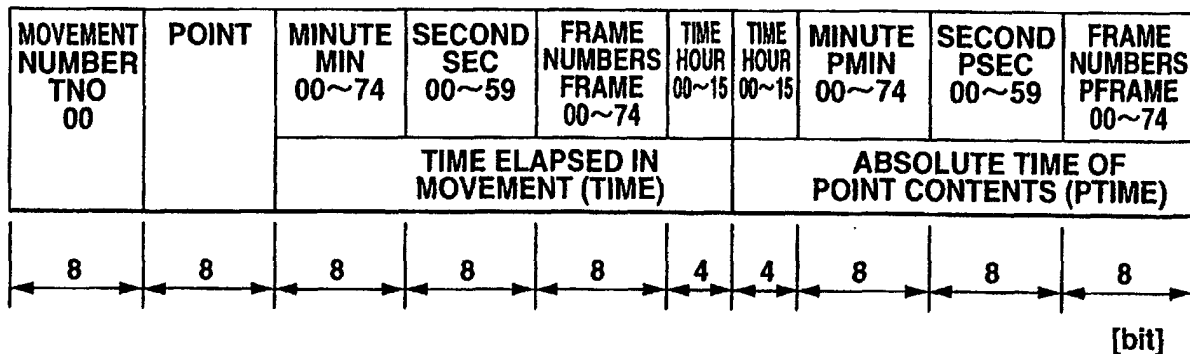 MOVEMENT
NUMBER
TNO
00
POINT
MINUTE
MIN
00~74
SECOND
SEC
00~59
FRAME
NUMBERS
FRAME
00~74
TIME
HOUR
00~15
TIME
HOUR
00~15
MINUTE
PMIN
00~74
SECOND
PSEC
00~59
FRAME
NUMBERS
PFRAME
00~74
TIME ELAPSED IN
MOVEMENT (TIME)
ABSOLUTE TIME OF
POINT CONTENTS (PTIME)
8 8 8 8 8 4 4 8 8 8
[bit]